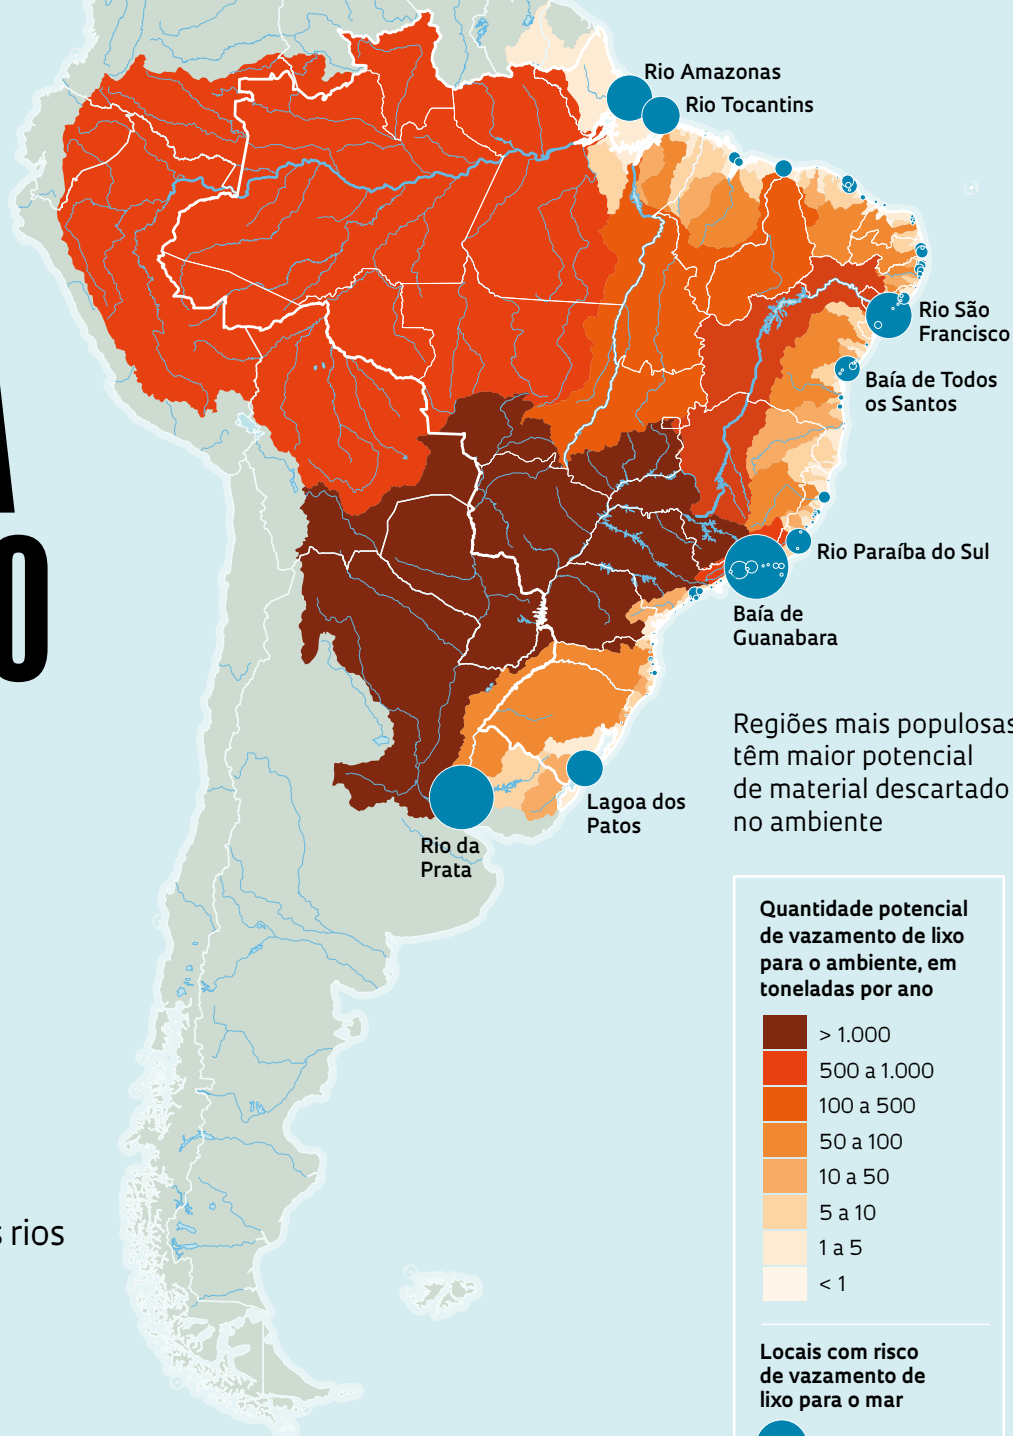 Rio Amazonas
Rio Tocantins
Rio São
Francisco
Baía de Todos
os Santos
Rio Paraíba do Sul
Baía de
Guanabara
Regiões mais populosas
têm maior potencial
de material descartado
no ambiente
Lagoa dos
Patos
Rio da
Prata
Quantidade potencial
de vazamento de lixo
para o ambiente, em
toneladas por ano
> 1.000
500 a 1.000
100 a 500
50 a 100
10 a 50
5 a 10
1 a 5
< 1
rios
Locais com risco
de vazamento de
lixo para o mar